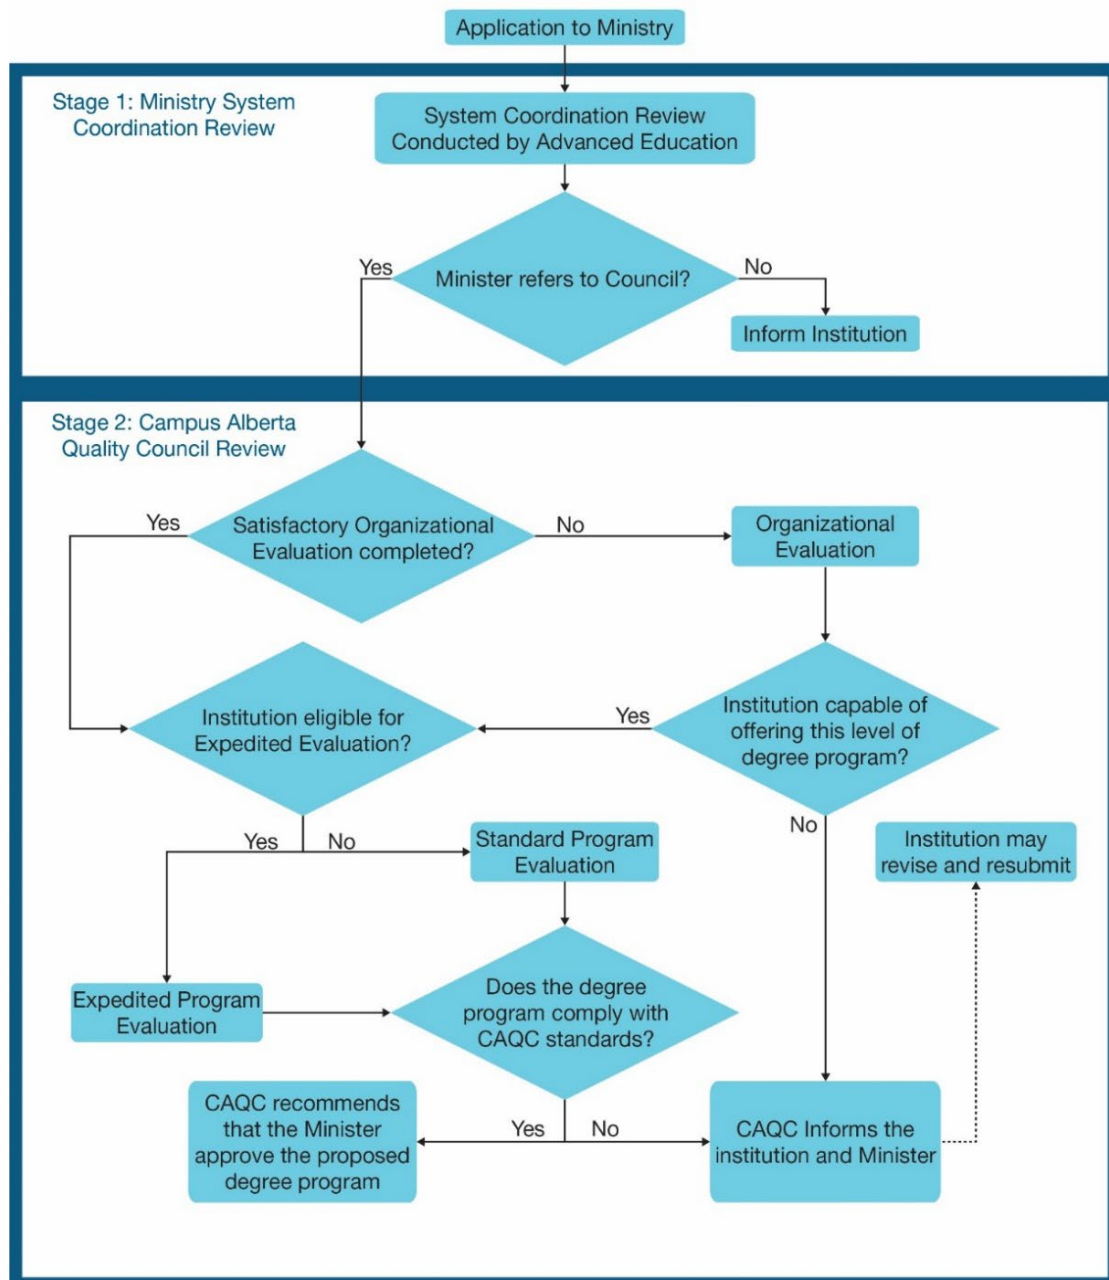 Application to Ministry
Stage 1: Ministry System
Coordination Review
System Coordination Review
Conducted by Advanced Education
Yes
Minister refers to Council?
No
Inform Institution
Stage 2: Campus Alberta
Quality Council Review
Yes
Satisfactory Organizational
Evaluation completed?
No
Organizational
Evaluation
Institution eligible for
Expedited Evaluation?
Yes
Institution capable of
offering this level of
degree program?
Yes
No
Standard Program
Evaluation
No
Institution may
revise and resubmit
Expedited Program
Evaluation
Does the degree
program comply with
CAQC standards?
CAQC recommends
that the Minister
approve the proposed
degree program
Yes
No
CAQC Informs the
institution and Minister